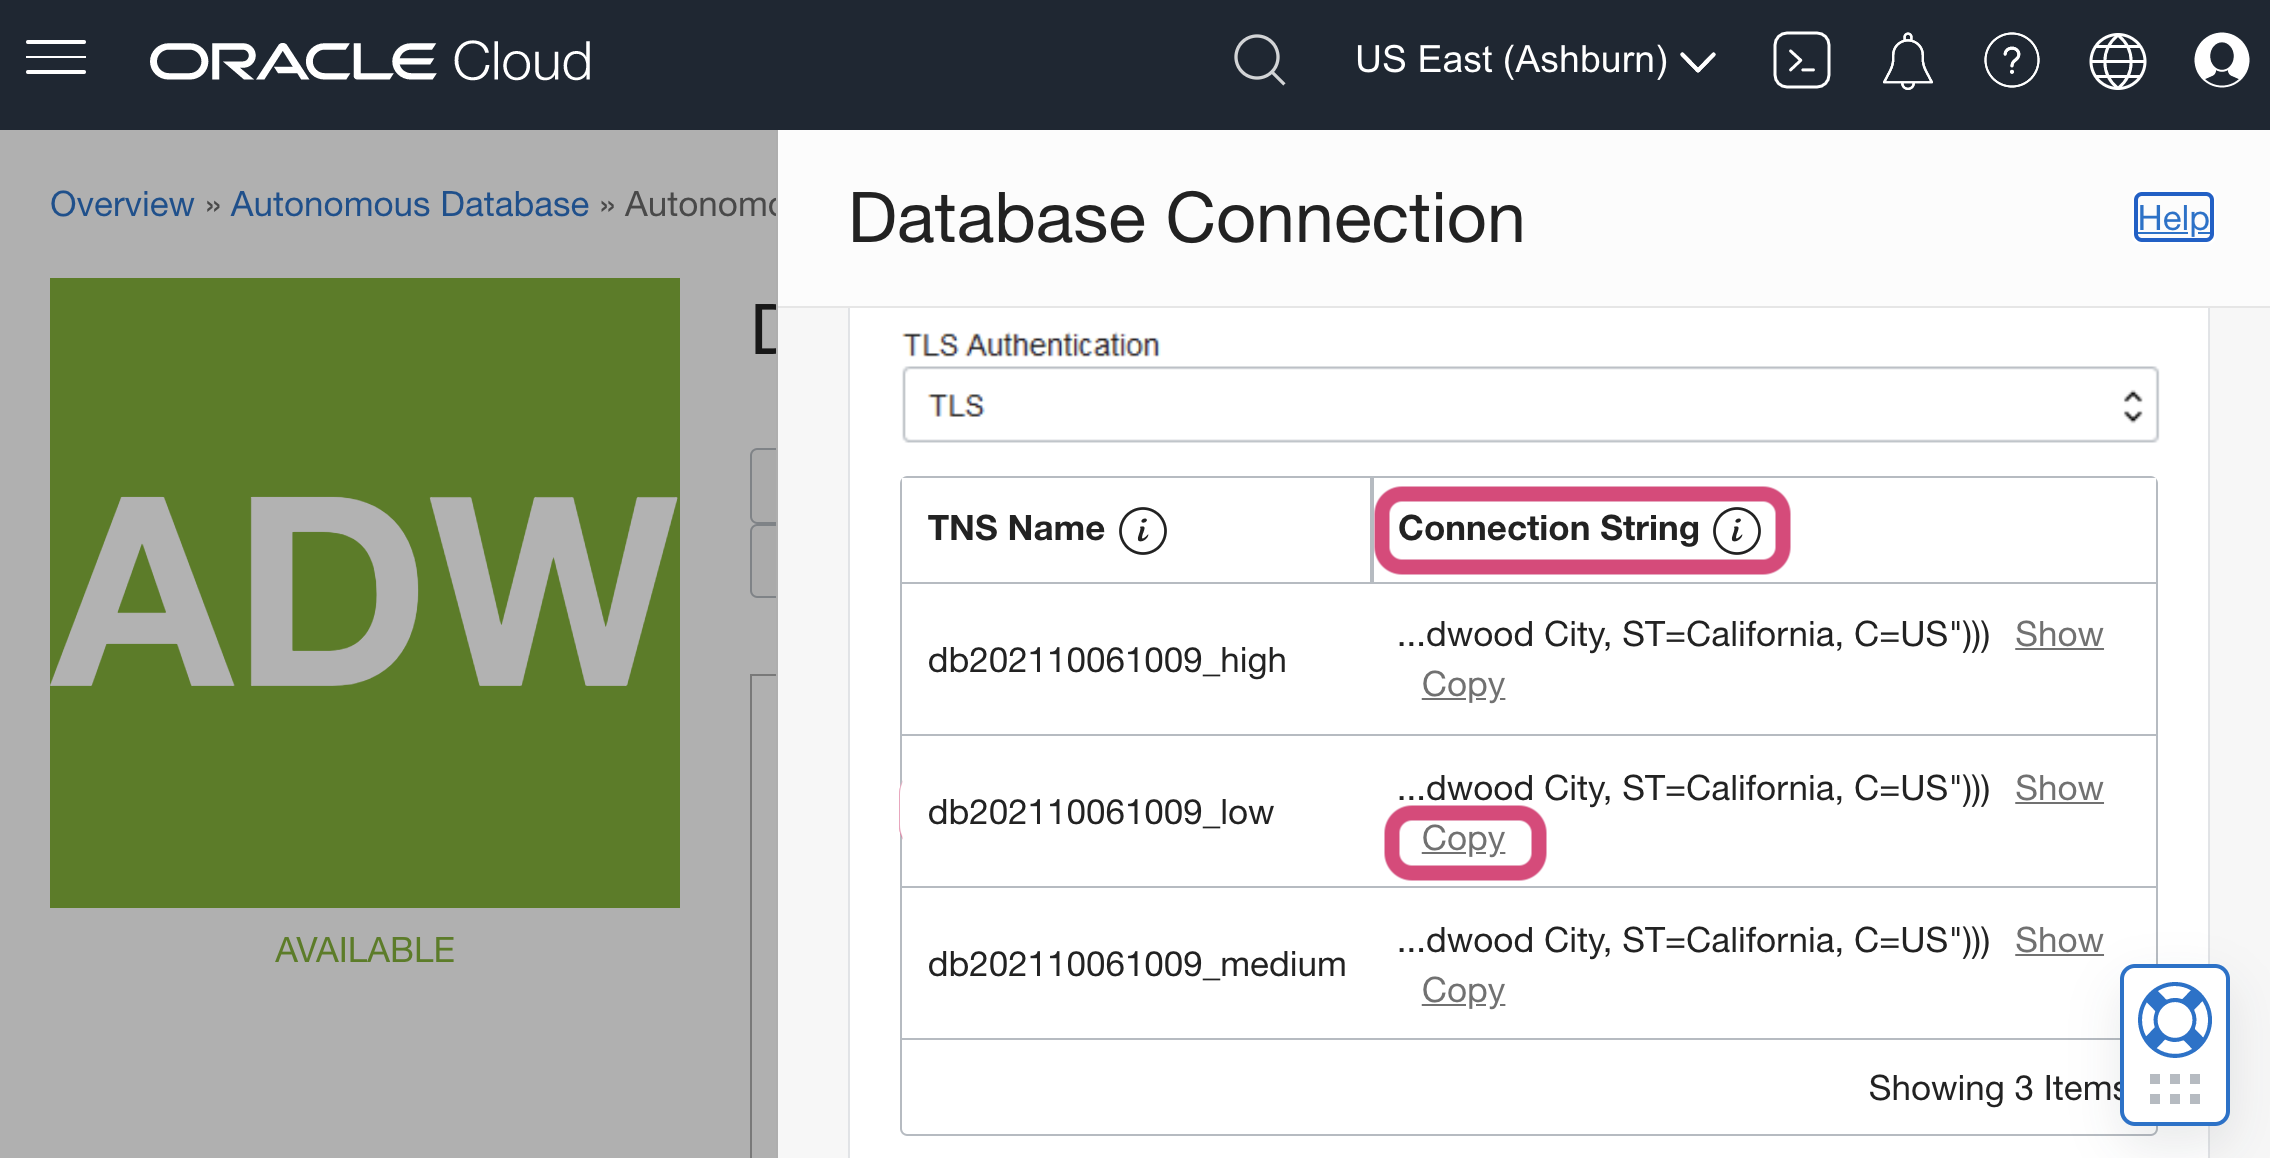 ORACLE Cloud
US East (Ashburn)
Overview » Autonomous Database » Autonomo
ADW
AVAILABLE
D
Database Connection
Help
TLS Authentication
TLS
TNS Name
Connection String
db202110061009_high
...dwood City, ST=California, C=US"))) Show
Copy
db202110061009_low
...dwood City, ST=California, C=US"))) Show
Copy
db202110061009_medium
...dwood City, ST=California, C=US"))) Show
Copy
Showing 3 Items